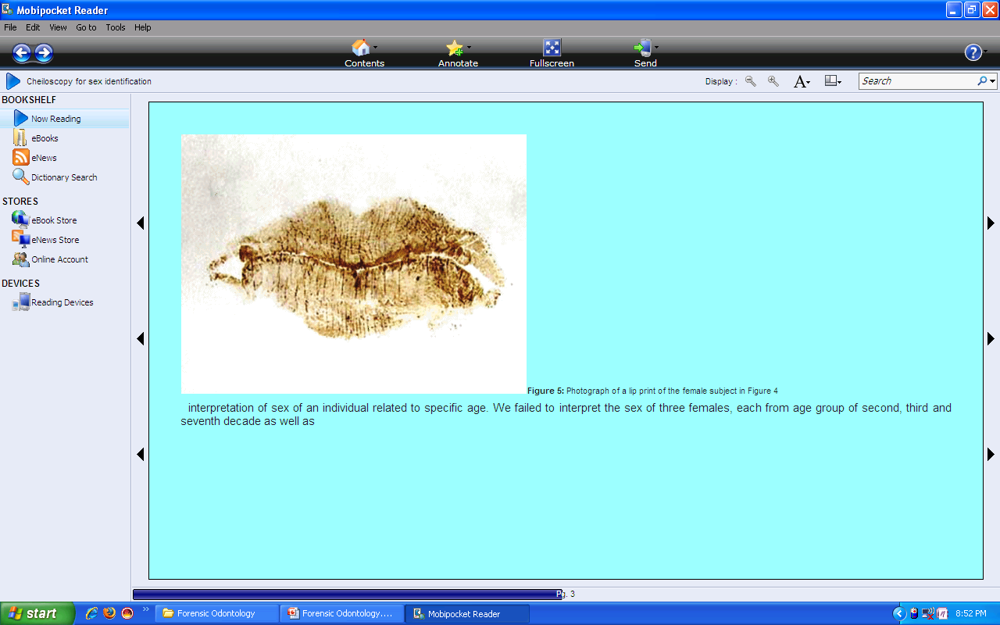 Mobipocket Reader
File Edit View Go to Tools Help
Contents Annotate Fullscreen Send
Cheiloscopy for sex identification
Display :
Search
BOOKSHELF
Now Reading
eBooks
eNews
Dictionary Search
STORES
eBook Store
eNews Store
Online Account
DEVICES
Reading Devices
Figure 5: Photograph of a lip print of the female subject in Figure 4
interpretation of sex of an individual related to specific age. We failed to interpret the sex of three females, each from age group of second, third and
seventh decade as well as
Pg. 3
start Forensic Odontology Forensic Odontology.... Mobipocket Reader 8:52 PM